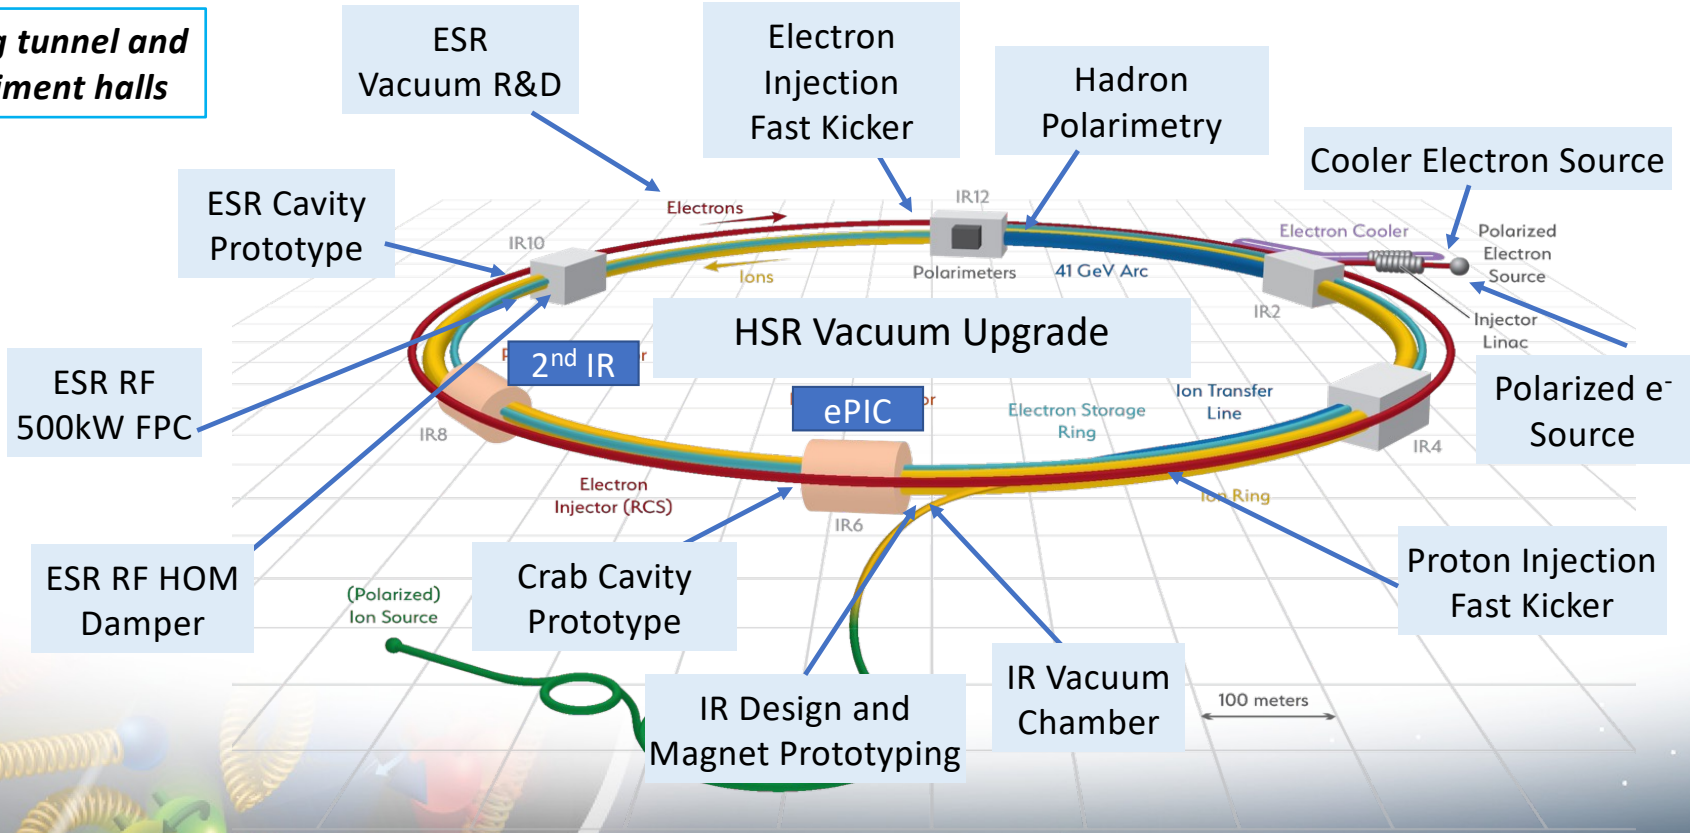 g tunnel and
iment halls
ESR
Vacuum R&D
Electron
Injection
Fast Kicker
Hadron
Polarimetry
Cooler Electron Source
ESR Cavity
Prototype
Electrons
IR12
IR10
Ions
Polarimeters
41 GeV Arc
Electron Cooler
Polarized
Electron
Source
IR2
Injector
Linac
HSR Vacuum Upgrade
2nd IR
ePIC
ESR RF
500kW FPC
IR8
Electron Storage
Ring
Ion Transfer
Line
Polarized e-
Source
IR4
Electron
Injector (RCS)
IR6
Ion Ring
ESR RF HOM
Damper
Crab Cavity
Prototype
Proton Injection
Fast Kicker
(Polarized)
Ion Source
IR Design and
Magnet Prototyping
IR Vacuum
Chamber
100 meters